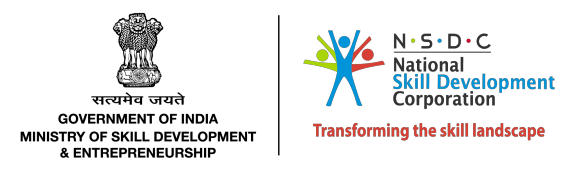 सत्यमेव जयते
GOVERNMENT OF INDIA
MINISTRY OF SKILL DEVELOPMENT
& ENTREPRENEURSHIP
N·S·D·C
National
Skill Development
Corporation
Transforming the skill landscape